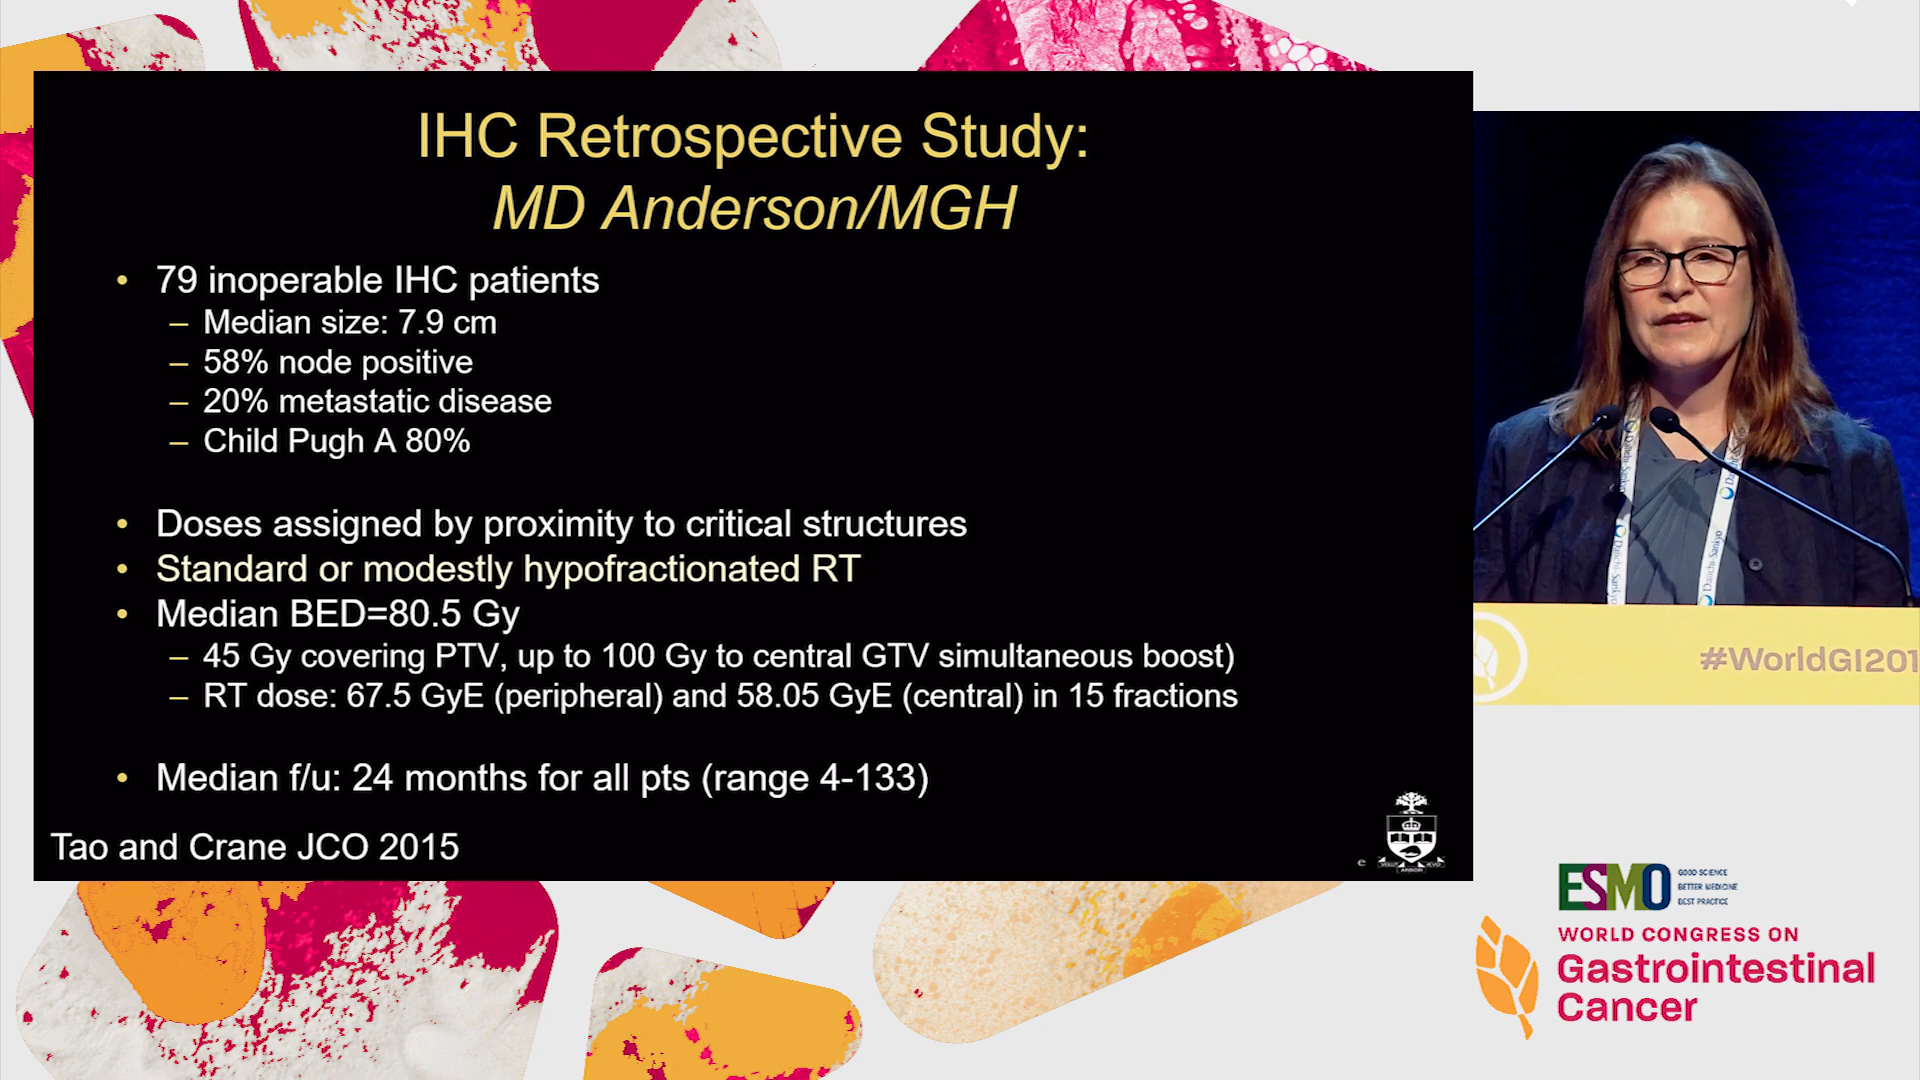 IHC Retrospective Study:
MD Anderson/MGH
• 79 inoperable IHC patients
– Median size: 7.9 cm
– 58% node positive
– 20% metastatic disease
– Child Pugh A 80%
• Doses assigned by proximity to critical structures
• Standard or modestly hypofractionated RT
• Median BED=80.5 Gy
– 45 Gy covering PTV, up to 100 Gy to central GTV simultaneous boost)
– RT dose: 67.5 GyE (peripheral) and 58.05 GyE (central) in 15 fractions
• Median f/u: 24 months for all pts (range 4-133)
Tao and Crane JCO 2015
e
Daiichi-Sankyo
Daiichi-Sankyo
#WorldGI201
ESMO
GOOD SCIENCE
BETTER MEDICINE
BEST PRACTICE
WORLD CONGRESS ON
Gastrointestinal
Cancer